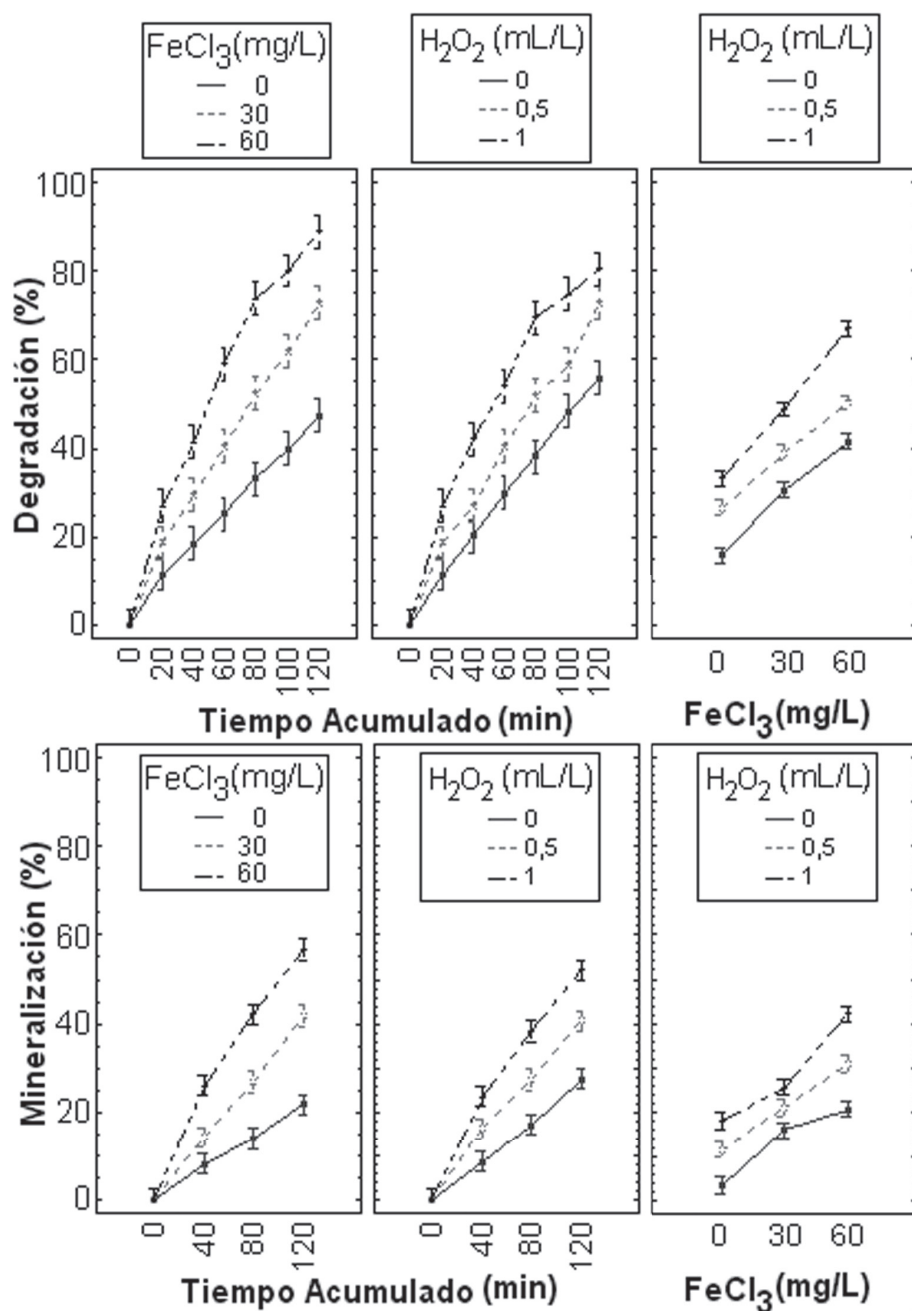 FeCl3(mg/L)
0
30
60
H2O2 (mL/L)
0
0,5
1
H2O2 (mL/L)
0
0,5
1
Degradación (%)
100
80
60
40
20
0
0 20 40 60 80 100 120
Tiempo Acumulado (min)
0 20 40 60 80 100 120
0 30 60
FeCl3(mg/L)
FeCl3(mg/L)
0
30
60
H2O2 (mL/L)
0
0,5
1
H2O2 (mL/L)
0
0,5
1
Mineralización (%)
100
80
60
40
20
0
0 40 80 120
Tiempo Acumulado (min)
0 40 80 120
0 30 60
FeCl3(mg/L)